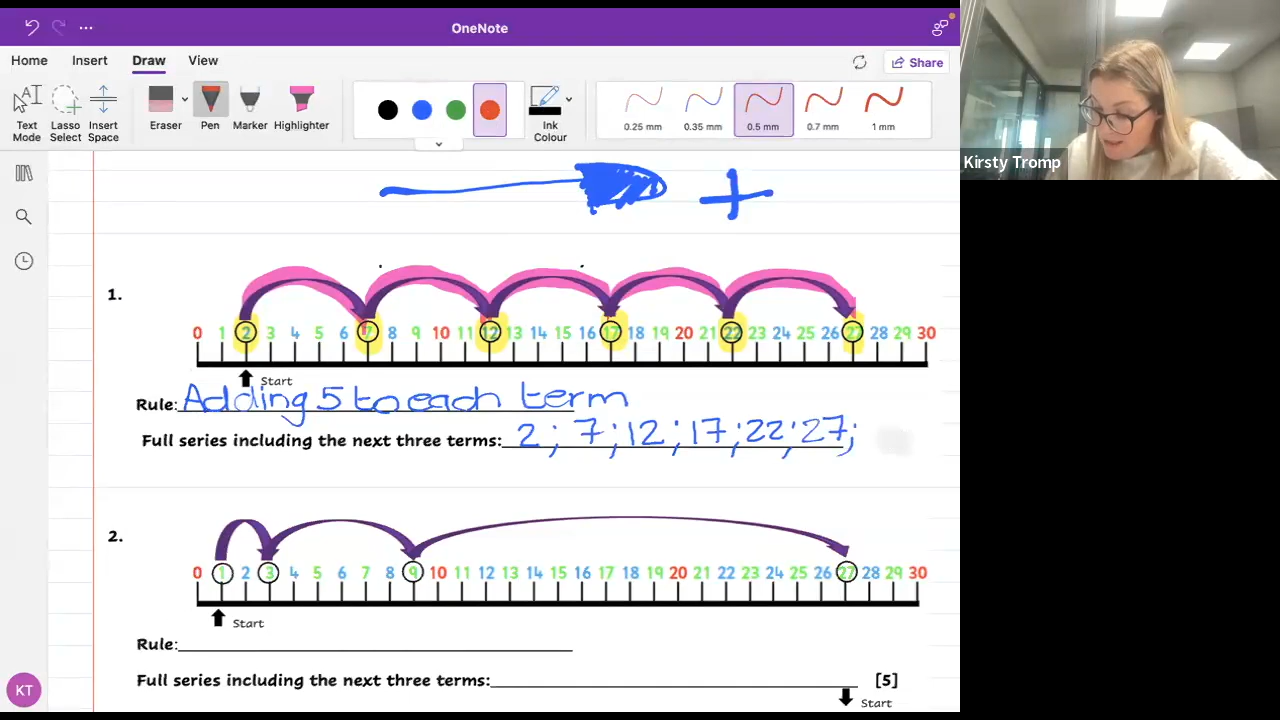 OneNote
Home Insert Draw View
Share
Text Mode
Lasso Select
Insert Space
Eraser
Pen
Marker
Highlighter
Ink Colour
0.25 mm
0.35 mm
0.5 mm
0.7 mm
1 mm
Kirsty Tromp
+
1.
0 1 2 3 4 5 6 7 8 9 10 11 12 13 14 15 16 17 18 19 20 21 22 23 24 25 26 27 28 29 30
Start
Rule: Adding 5 to each term
Full series including the next three terms: 2 ; 7 ; 12 ; 17 ; 22 ; 27 ;
2.
0 1 2 3 4 5 6 7 8 9 10 11 12 13 14 15 16 17 18 19 20 21 22 23 24 25 26 27 28 29 30
Start
Rule:
Full series including the next three terms: [5]
Start
KT